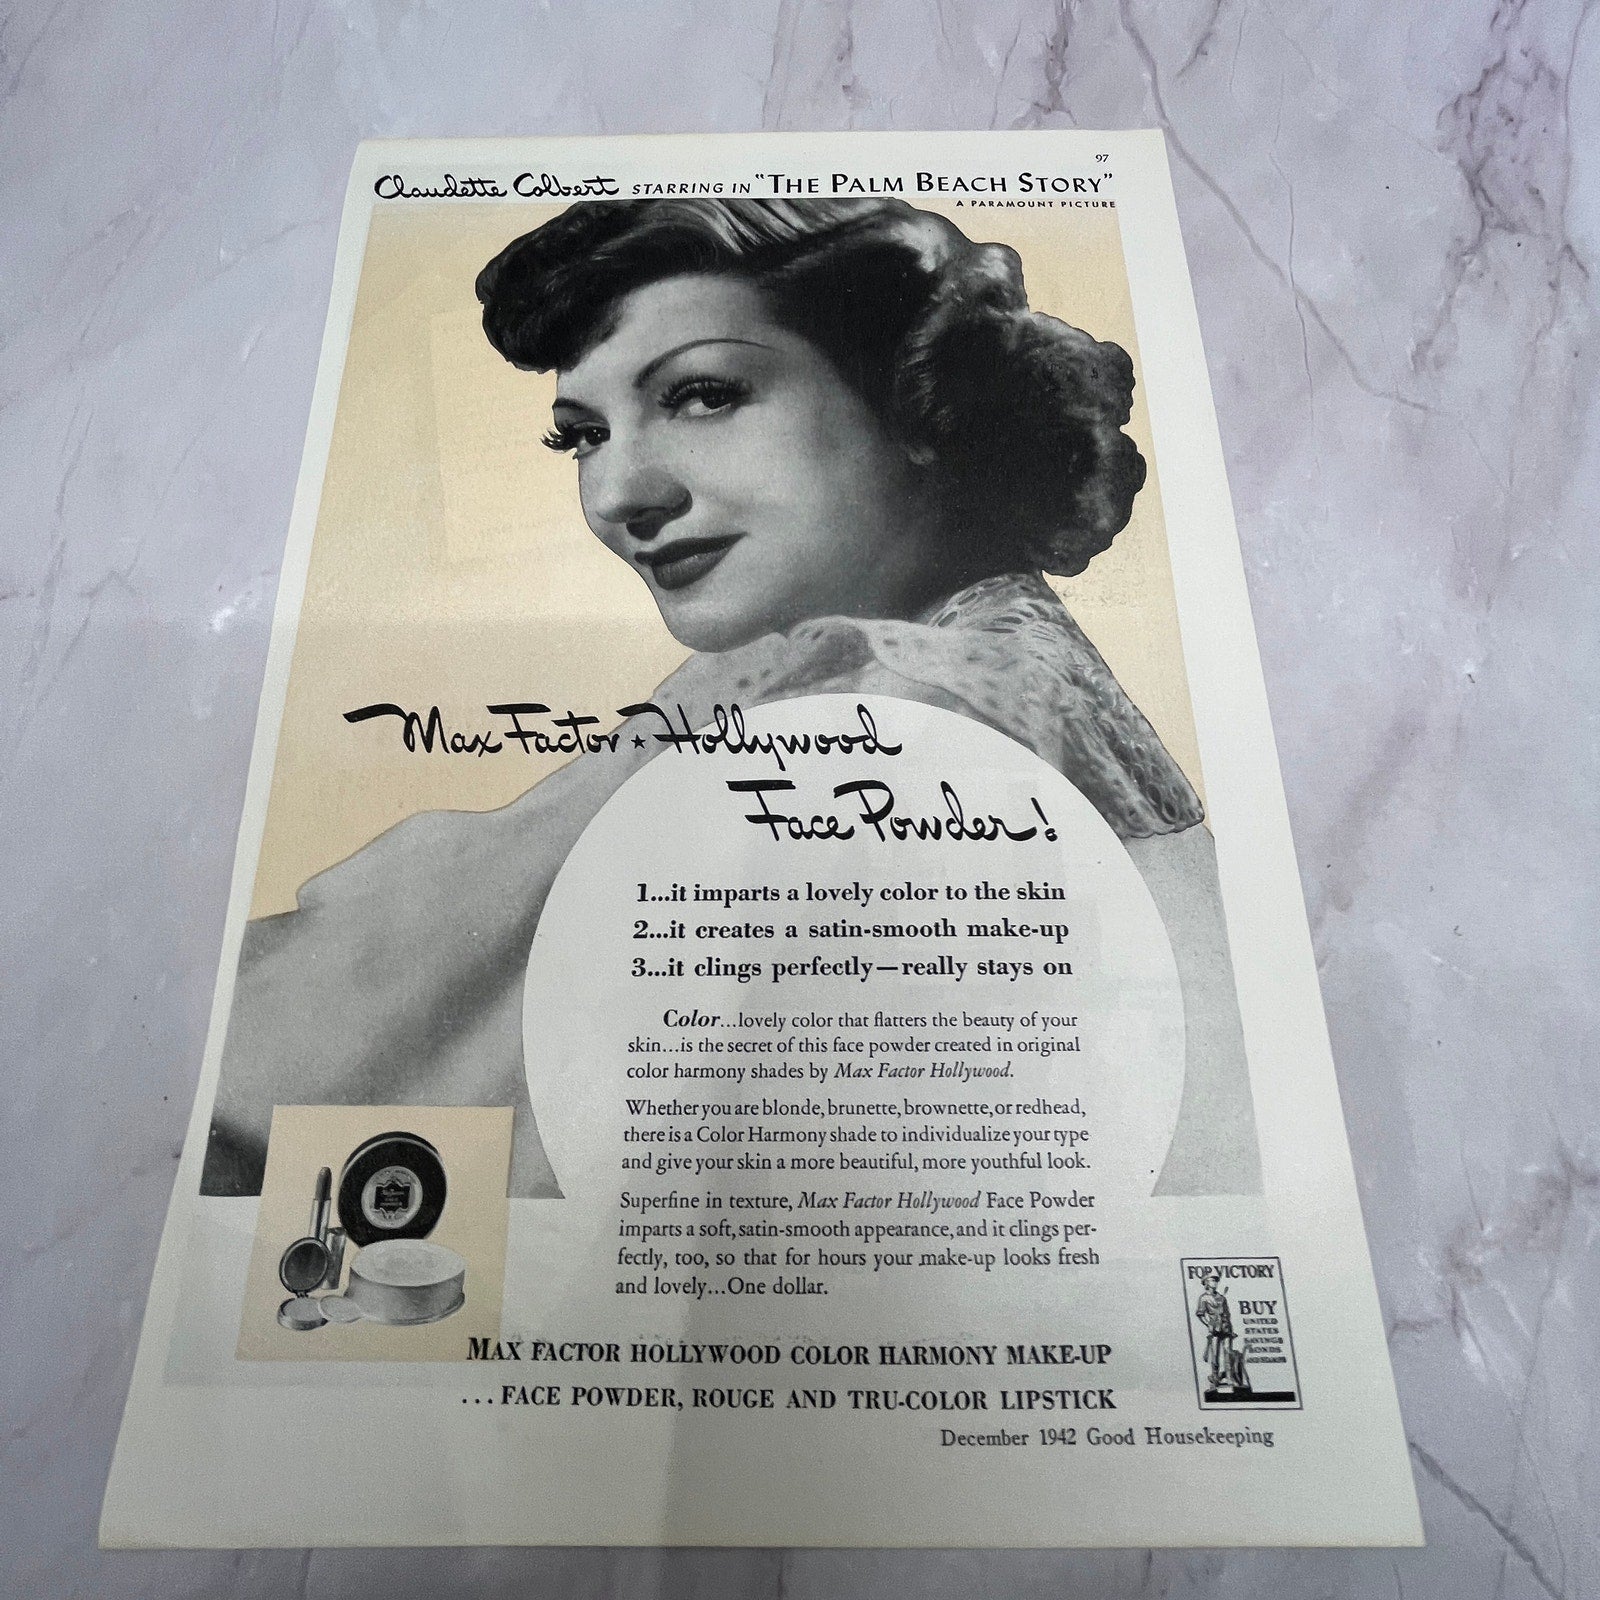 97
Claudette Colbert STARRING IN "THE PALM BEACH STORY"
A PARAMOUNT PICTURE
Max Factor ★ Hollywood
Face Powder!
1...it imparts a lovely color to the skin
2...it creates a satin-smooth make-up
3...it clings perfectly—really stays on
Color...lovely color that flatters the beauty of your
skin...is the secret of this face powder created in original
color harmony shades by Max Factor Hollywood.
Whether you are blonde, brunette, brownette, or redhead,
there is a Color Harmony shade to individualize your type
and give your skin a more beautiful, more youthful look.
Superfine in texture, Max Factor Hollywood Face Powder
imparts a soft, satin-smooth appearance, and it clings per-
fectly, too, so that for hours your make-up looks fresh
and lovely...One dollar.
FOR VICTORY
BUY
UNITED
STATES
SAVINGS
BONDS
AND STAMPS
MAX FACTOR HOLLYWOOD COLOR HARMONY MAKE-UP
...FACE POWDER, ROUGE AND TRU-COLOR LIPSTICK
December 1942 Good Housekeeping